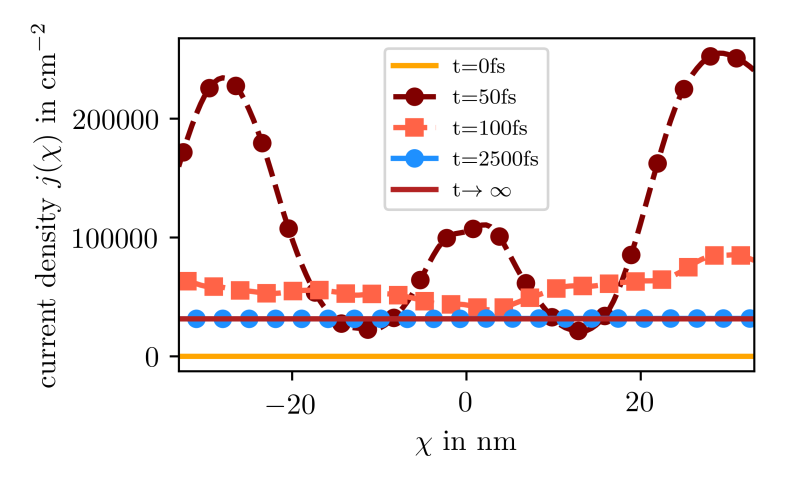 current density j(χ) in cm⁻²
200000
100000
0
t=0fs
t=50fs
t=100fs
t=2500fs
t→ ∞
−20
0
20
χ in nm